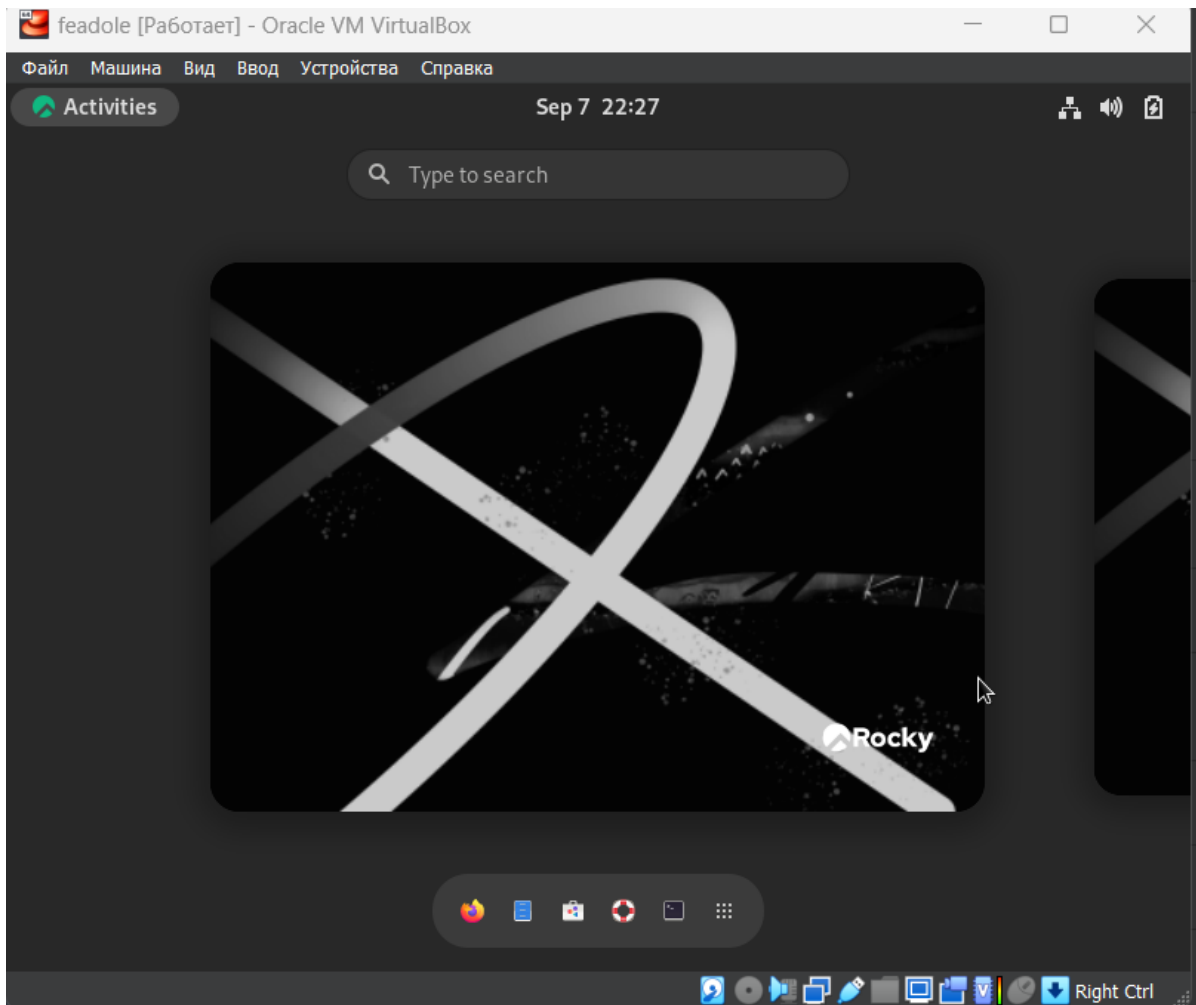 feadole [Работает] - Oracle VM VirtualBox
Файл Машина Вид Ввод Устройства Справка
Activities Sep 7 22:27
Type to search
Rocky
Right Ctrl